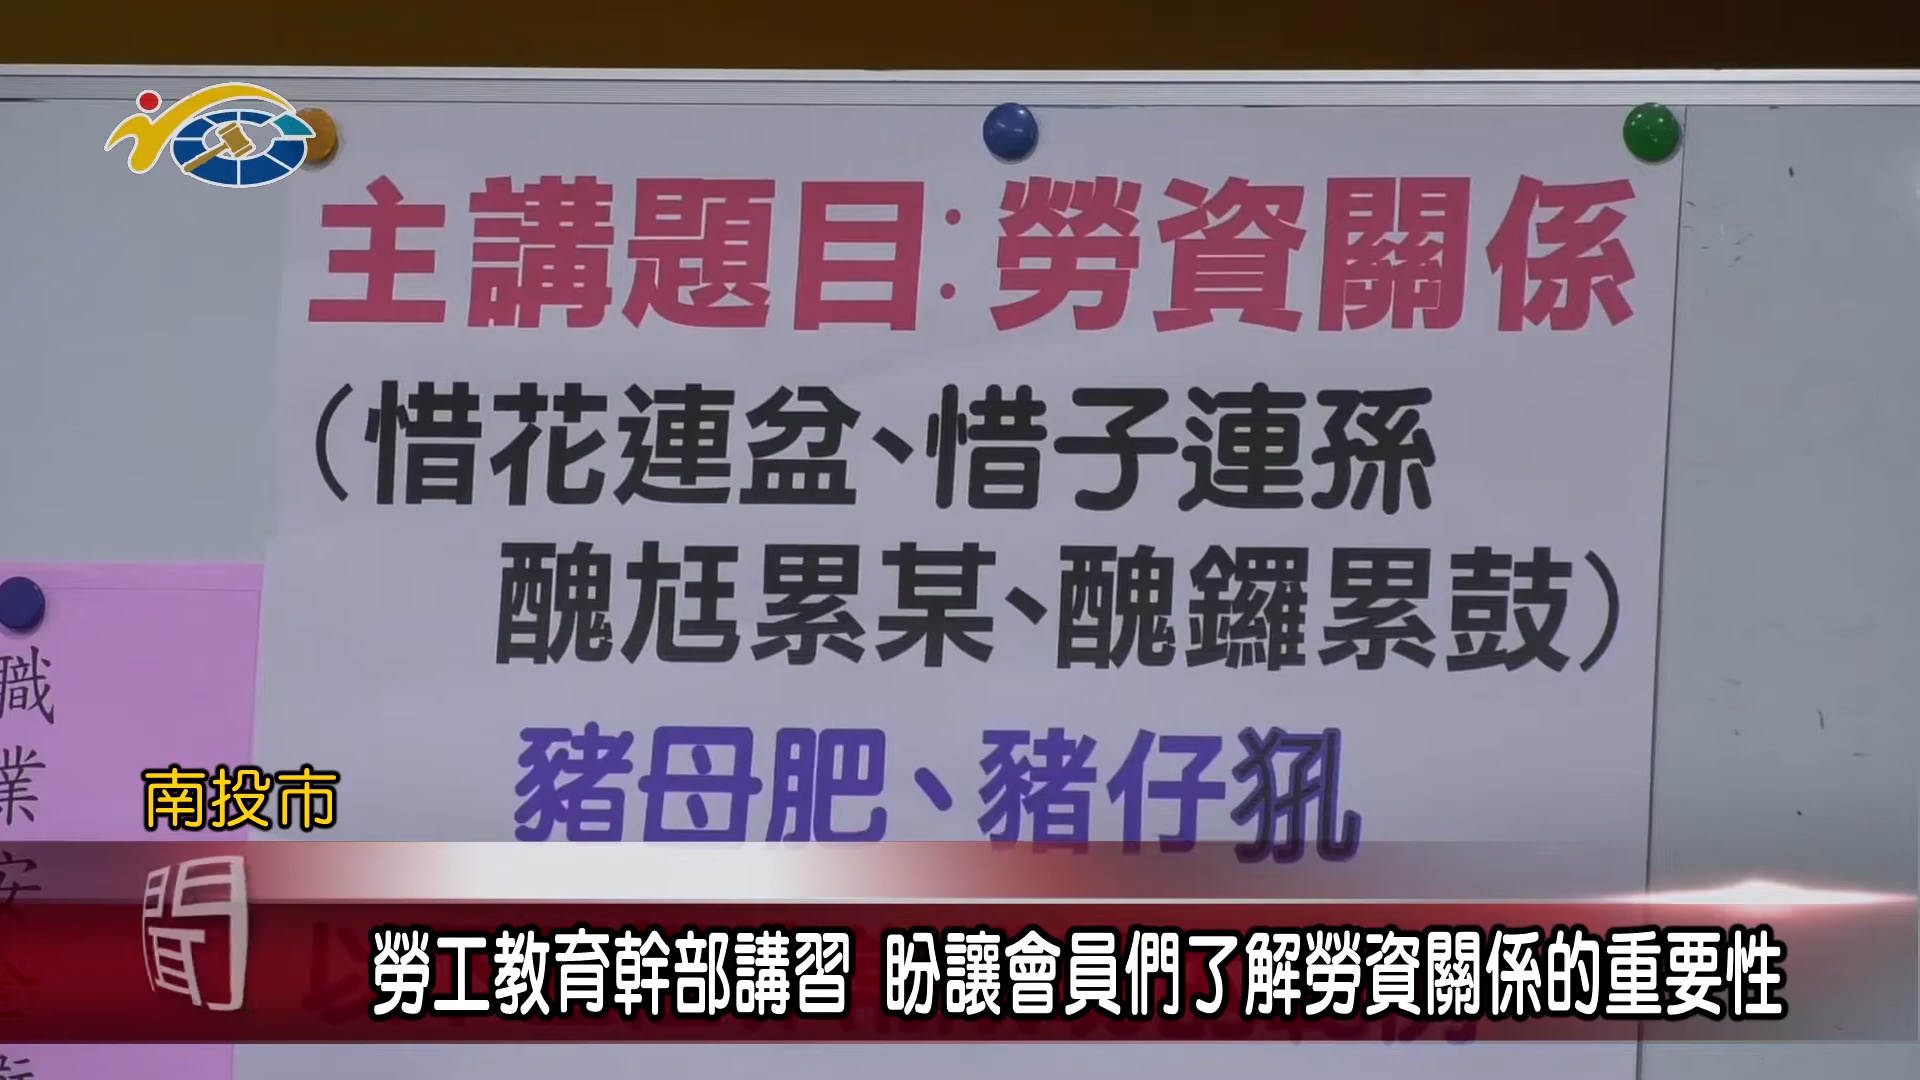 主講題目:勞資關係
(惜花連盆、惜子連孫
醜尪累某、醜鑼累鼓)
豬母肥、豬仔
職業安
南投市
聞
勞工教育幹部講習 盼讓會員們了解勞資關係的重要性